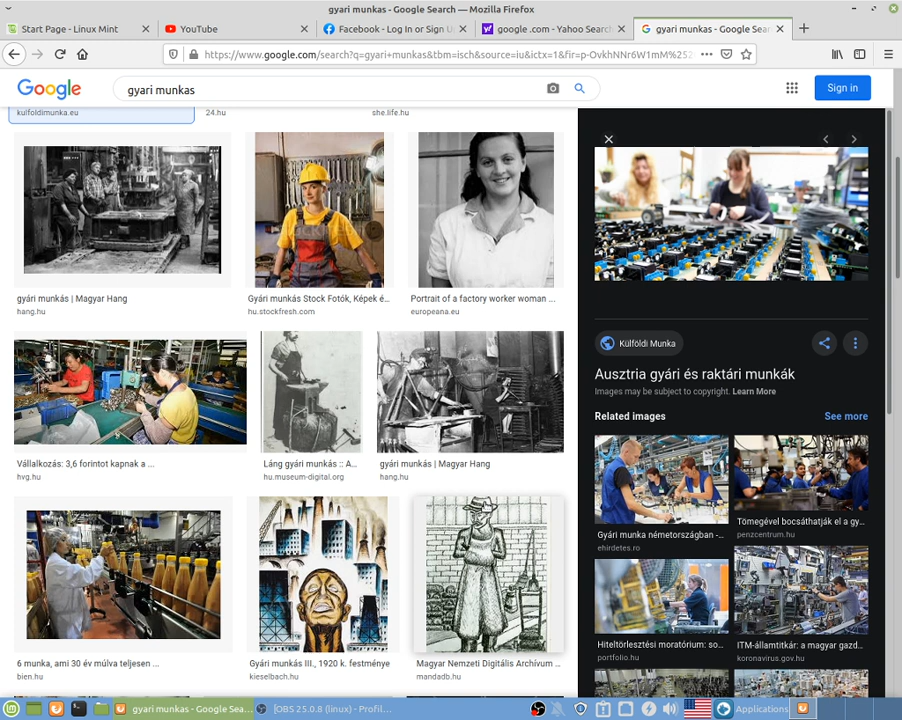 gyari munkas - Google Search — Mozilla Firefox
Start Page - Linux Mint
YouTube
Facebook - Log In or Sign U
google .com - Yahoo Search
gyari munkas - Google Sear
https://www.google.com/search?q=gyari+munkas&tbm=isch&source=iu&ictx=1&fir=p-OvkhNNr6W1mM%252
Google
gyari munkas
Sign in
kulfoldimunka.eu
24.hu
she.life.hu
gyári munkás | Magyar Hang
hang.hu
Gyári munkás Stock Fotók, Képek é...
hu.stockfresh.com
Portrait of a factory worker woman ...
europeana.eu
Vállalkozás: 3,6 forintot kapnak a ...
hvg.hu
Láng gyári munkás :: A...
hu.museum-digital.org
gyári munkás | Magyar Hang
hang.hu
6 munka, ami 30 év múlva teljesen ...
bien.hu
Gyári munkás III., 1920 k. festménye
kieselbach.hu
Magyar Nemzeti Digitális Archívum ...
mandadb.hu
Külföldi Munka
Ausztria gyári és raktári munkák
Images may be subject to copyright. Learn More
Related images
See more
Gyári munka németországban -...
ehirdetes.ro
Tömegével bocsáthatják el a gy...
penzcentrum.hu
Hiteltörlesztési moratórium: so...
portfolio.hu
ITM-államtitkár: a magyar gazd...
koronavirus.gov.hu
gyari munkas - Google Sea...
[OBS 25.0.8 (linux) - Profil...
Applications